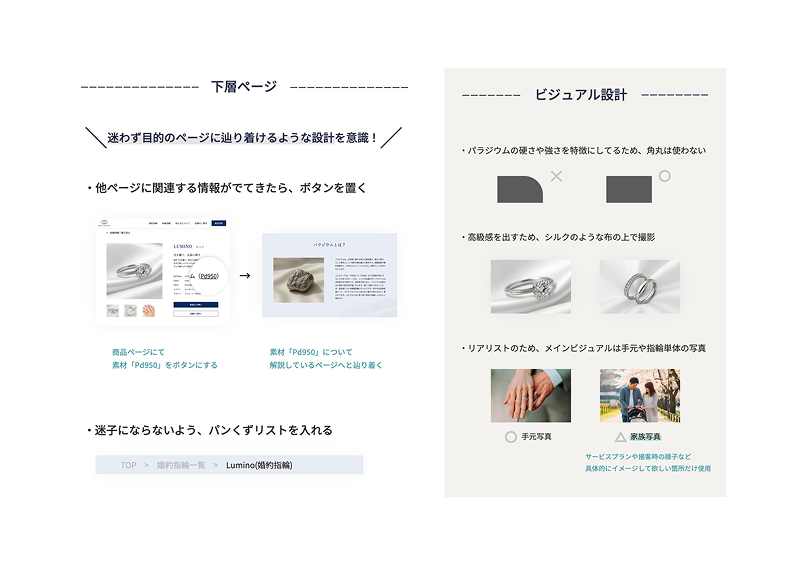 下層ページ
迷わず目的のページに辿り着けるような設計を意識！
・他ページに関連する情報がでてきたら、ボタンを置く
LUMINO
ム (Pd950)
→
パラジウムとは？
商品ページにて
素材「Pd950」をボタンにする
素材「Pd950」について
解説しているページへと辿り着く
・迷子にならないよう、パンくずリストを入れる
TOP > 婚約指輪一覧 > Lumino(婚約指輪)
ビジュアル設計
・パラジウムの硬さや強さを特徴にしてるため、角丸は使わない
・高級感を出すため、シルクのような布の上で撮影
・リアリストのため、メインビジュアルは手元や指輪単体の写真
手元写真
家族写真
サービスプランや接客時の様子など
具体的にイメージして欲しい箇所だけ使用